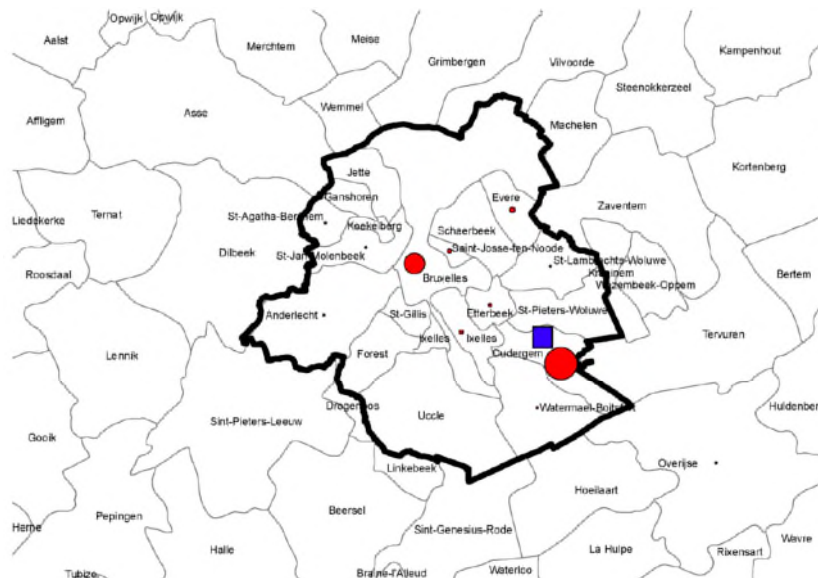 Opwijk
Opwijk
Aalst
Merchtem
Meise
Grimbergen
Vilvoorde
Kampenhout
Steenokkerzeel
Affligem
Asse
Wemmel
Machelen
Jette
Kortenberg
Evere
Ganshoren
Zaventem
Liedekerke
Ternat
St-Agatha-Berchem
Koekelberg
Schaerbeek
Saint-Josse-ten-Noode
Dilbeek
St-Jans-Molenbeek
St-Lambrechts-Woluwe
Kraainem
Roosdaal
Bruxelles
Wezembeek-Oppem
Bertem
Anderlecht
St-Gillis
Etterbeek
St-Pieters-Woluwe
Tervuren
Ixelles
Ixelles
Lennik
Forest
Oudergem
Drogenbos
Uccle
Watermael-Boitsfort
Huldenberg
Sint-Pieters-Leeuw
Gooik
Linkebeek
Overijse
Hoeilaart
Beersel
Pepingen
Herne
Sint-Genesius-Rode
Halle
La Hulpe
Rixensart
Wavre
Tubize
Braine-l'Alleud
Waterloo